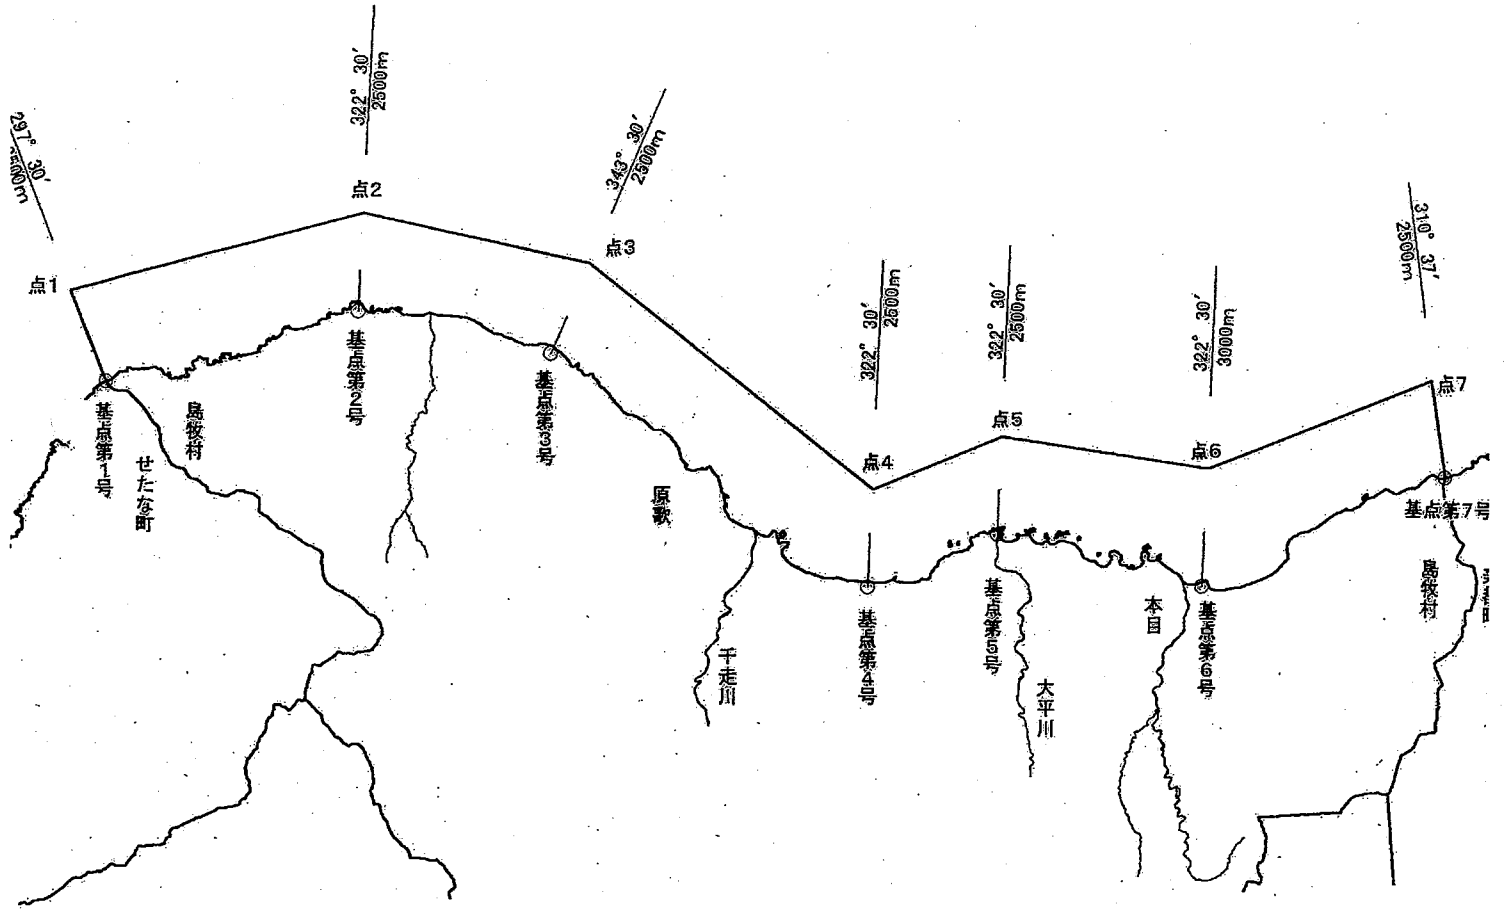 297° 30′
2500m
322° 30′
2500m
343° 30′
2500m
322° 30′
2500m
322° 30′
2500m
322° 30′
3000m
310° 37′
2500m
点1
点2
点3
点4
点5
点6
点7
基点第1号
島牧村
せたな町
基点第2号
基点第3号
原歌
千走川
基点第4号
基点第5号
大平川
本目
基点第6号
基点第7号
島牧村